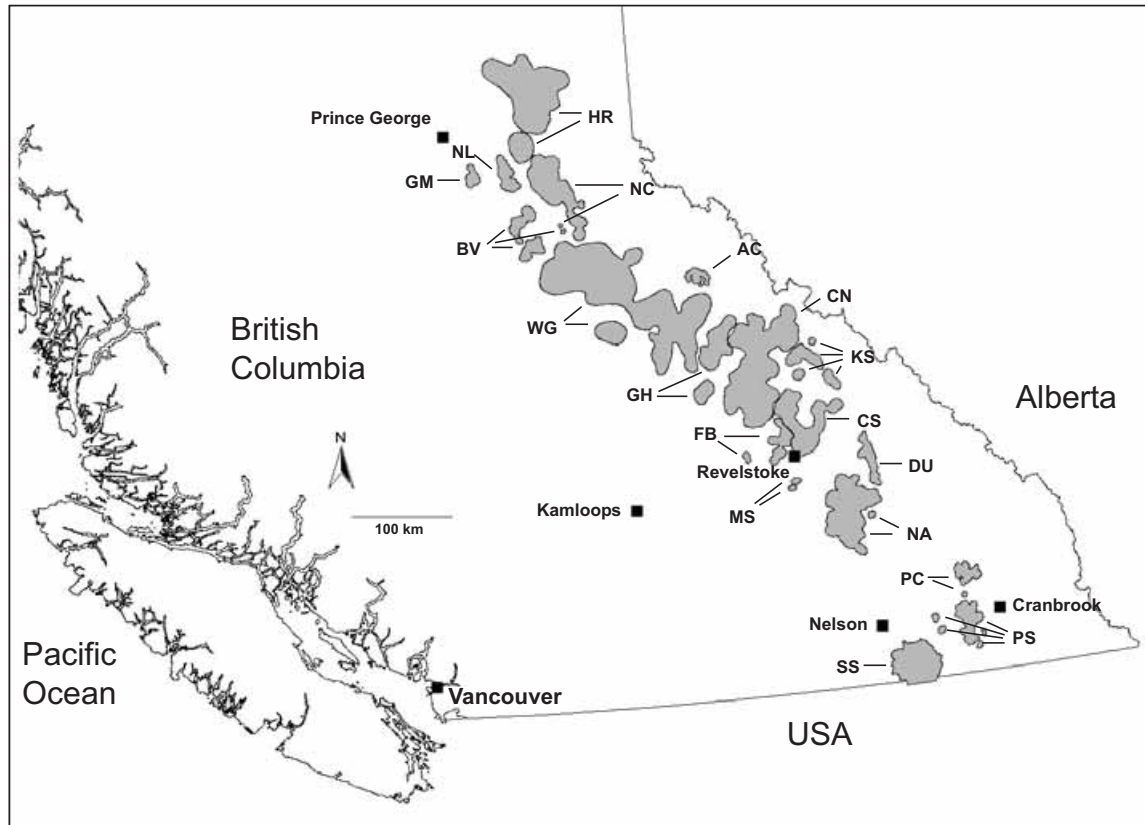 HR
Prince George
NL
GM
NC
BV
AC
CN
WG
British
Columbia
KS
GH
Alberta
CS
FB
Revelstoke
DU
N
Kamloops
MS
100 km
NA
PC
Cranbrook
Nelson
PS
SS
Pacific
Ocean
Vancouver
USA